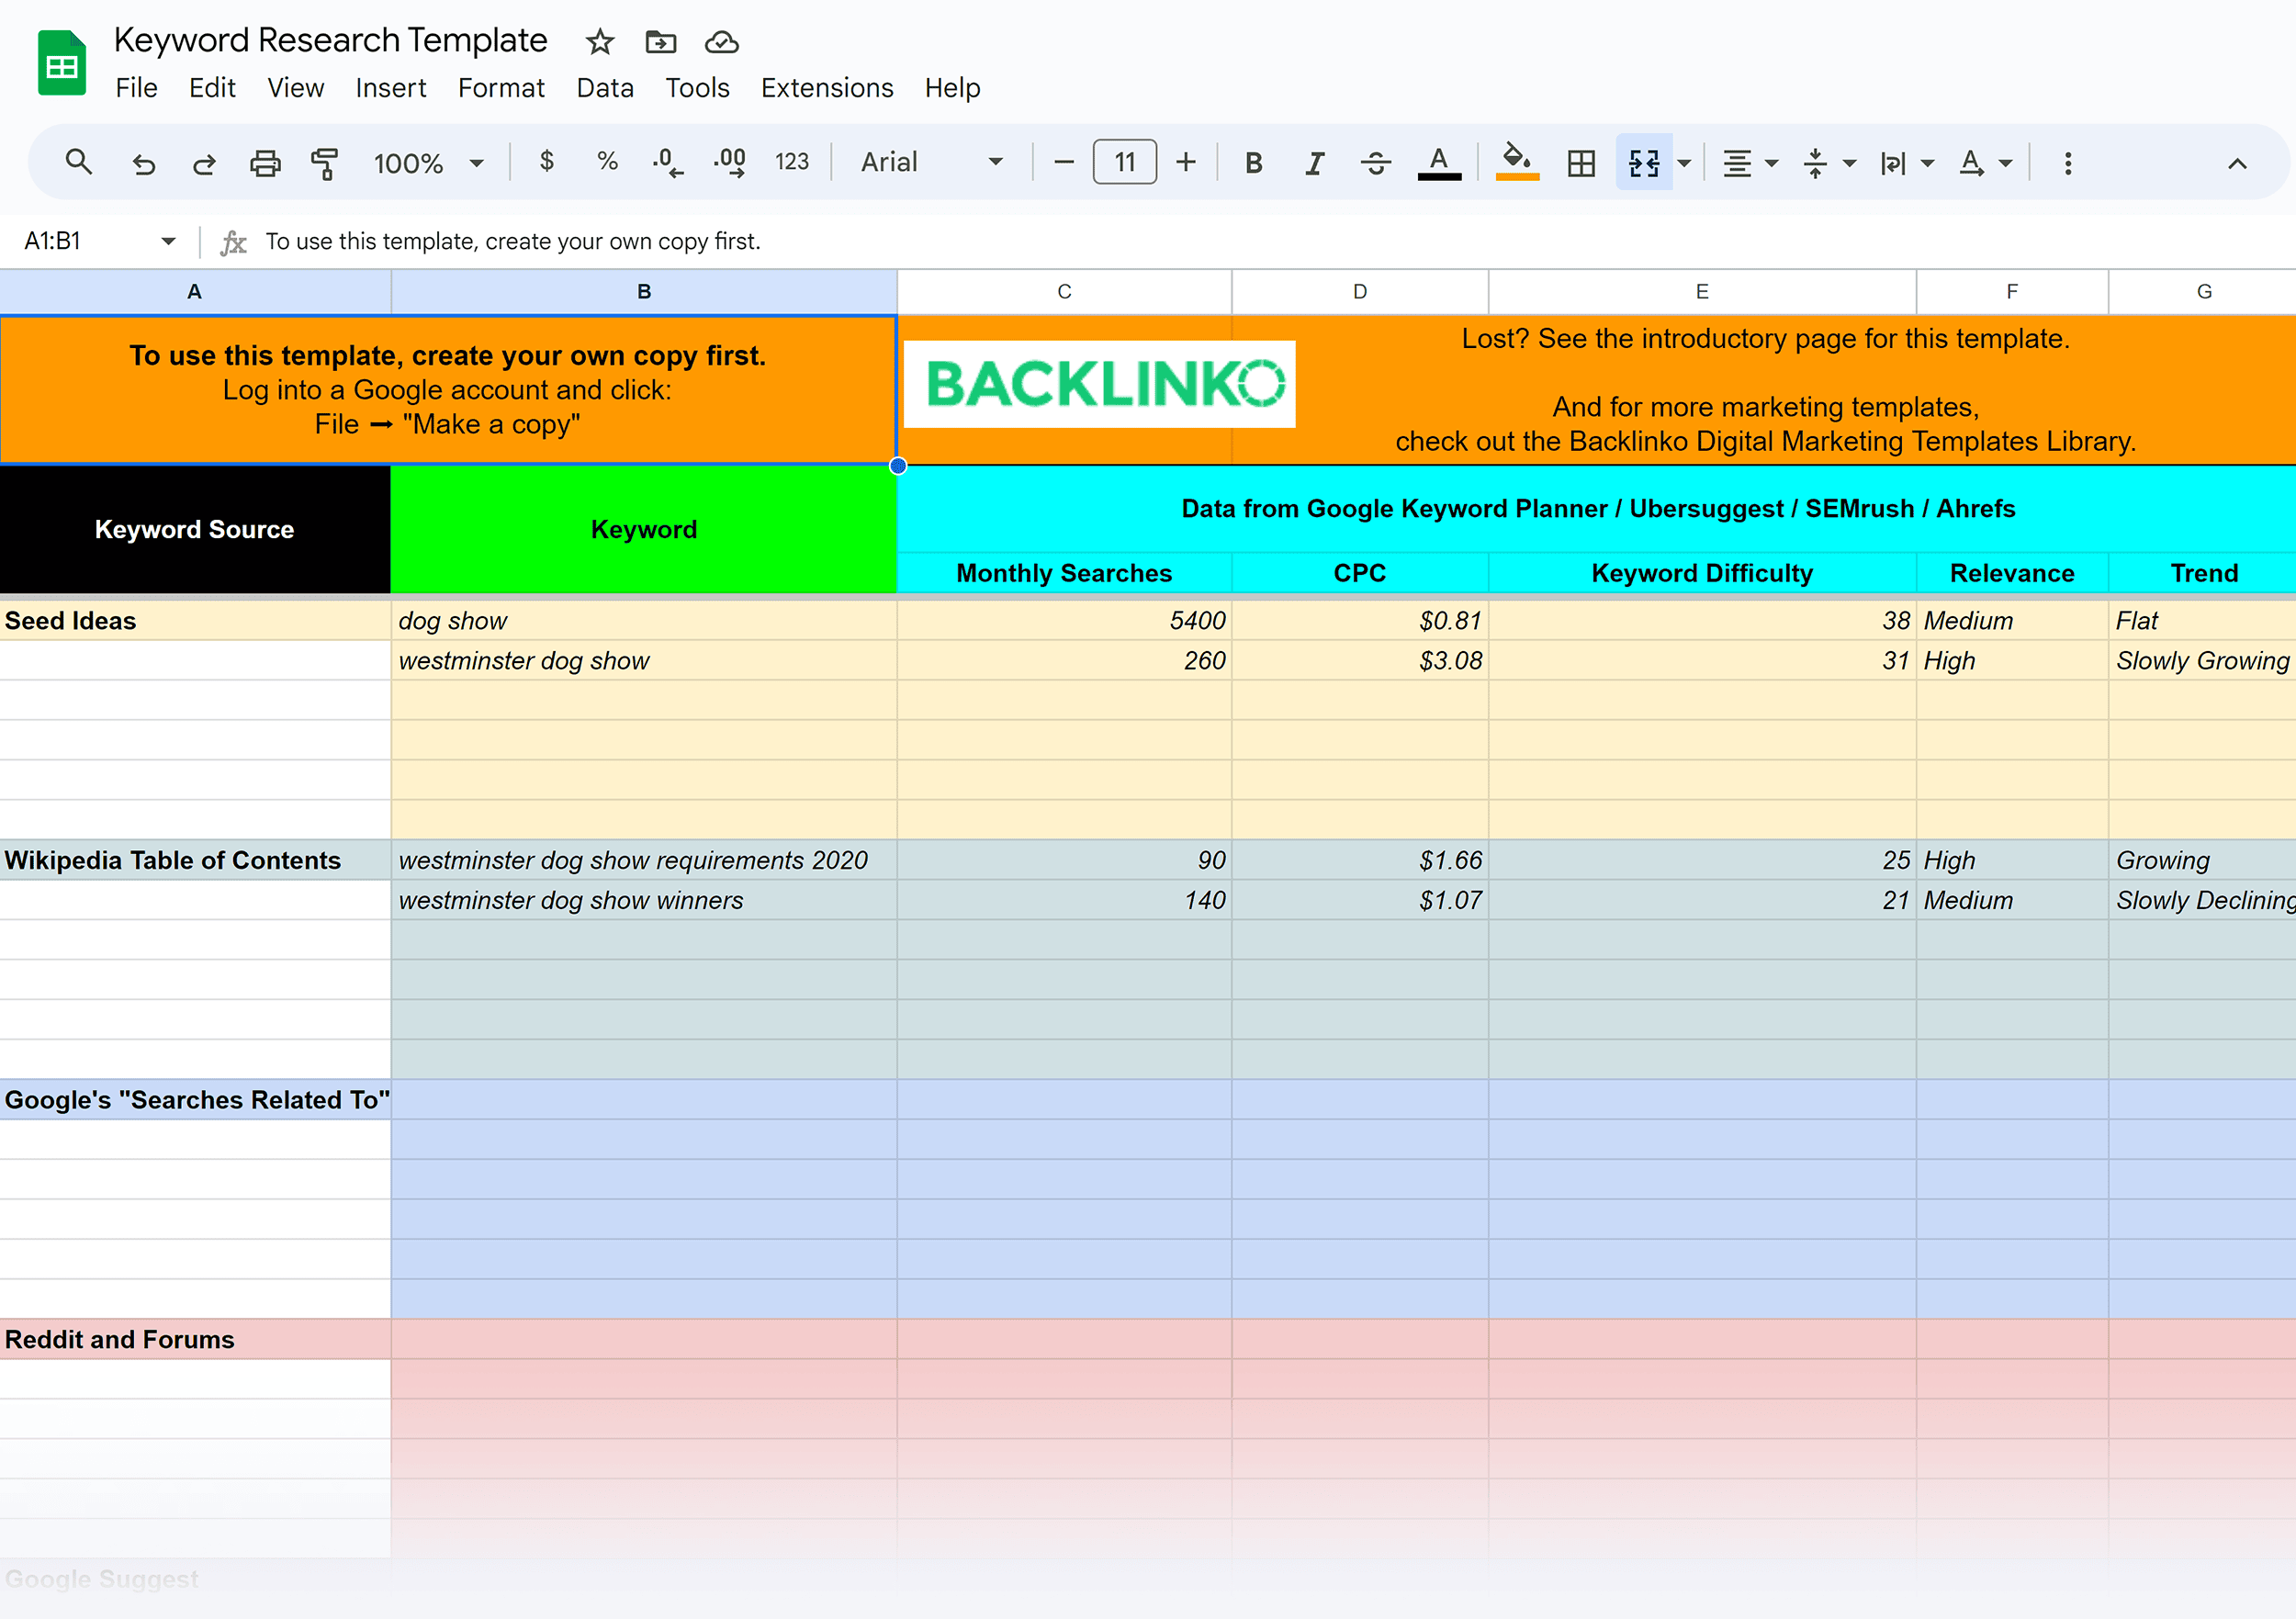 Keyword Research Template
File Edit View Insert Format Data Tools Extensions Help
100% $ % .0 .00 123 Arial 11 B I S A A
A1:B1 fx To use this template, create your own copy first.
A B C D E F G
To use this template, create your own copy first.
Log into a Google account and click:
File ➞ "Make a copy"
BACKLINKO
Lost? See the introductory page for this template.
And for more marketing templates,
check out the Backlinko Digital Marketing Templates Library.
Keyword Source Keyword Data from Google Keyword Planner / Ubersuggest / SEMrush / Ahrefs
Monthly Searches CPC Keyword Difficulty Relevance Trend
Seed Ideas dog show 5400 $0.81 38 Medium Flat
westminster dog show 260 $3.08 31 High Slowly Growing
Wikipedia Table of Contents westminster dog show requirements 2020 90 $1.66 25 High Growing
westminster dog show winners 140 $1.07 21 Medium Slowly Declining
Google's "Searches Related To"
Reddit and Forums
Google Suggest